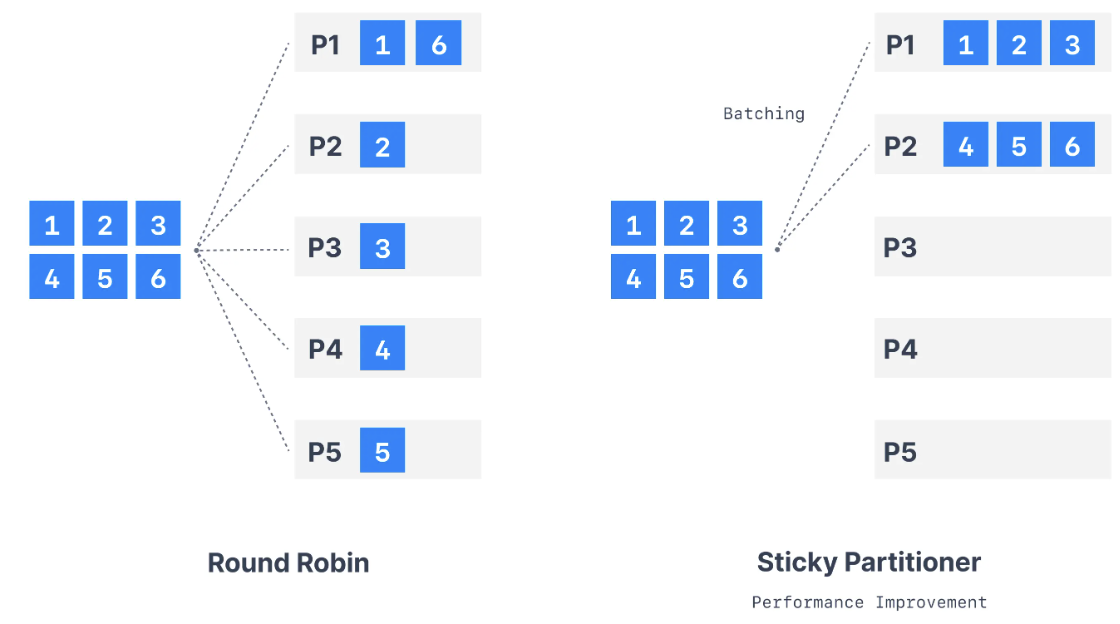 P1 1 6
P2 2
P3 3
P4 4
P5 5
1 2 3
4 5 6
Round Robin
Batching
P1 1 2 3
P2 4 5 6
P3
P4
P5
1 2 3
4 5 6
Sticky Partitioner
Performance Improvement